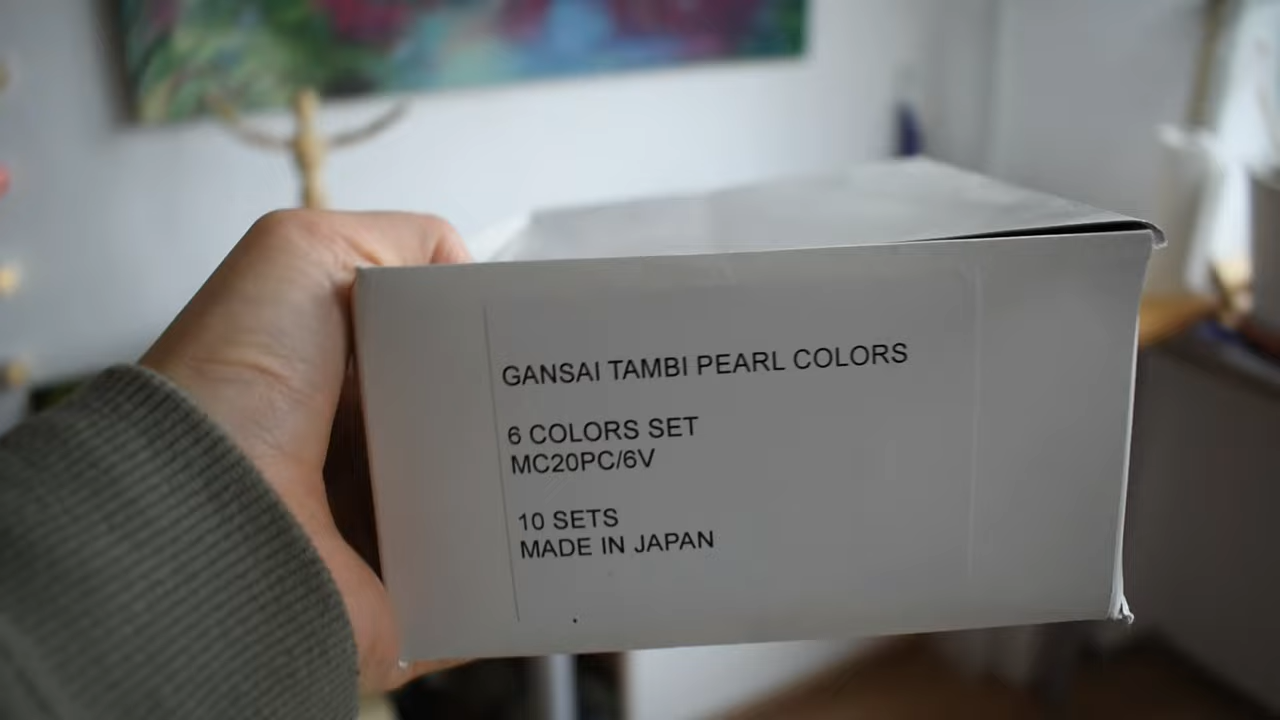 GANSAI TAMBI PEARL COLORS
6 COLORS SET
MC20PC/6V
10 SETS
MADE IN JAPAN